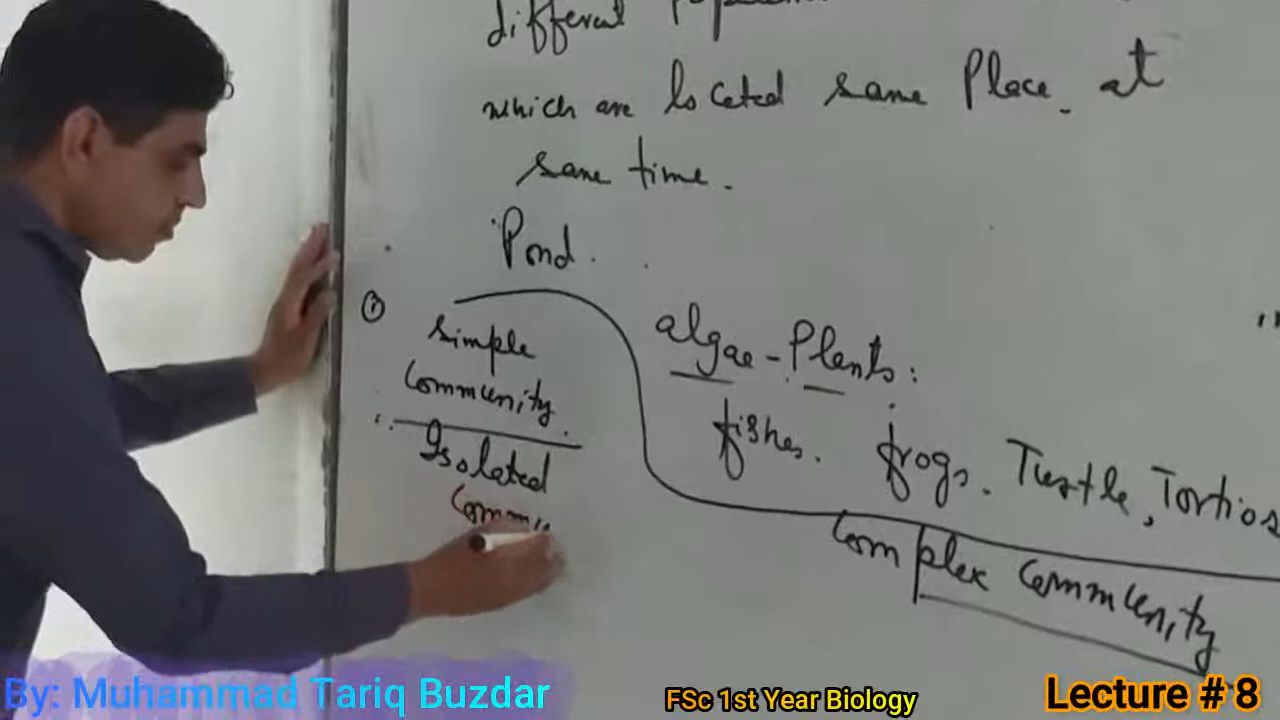 different
which are located same Place. at
same time.
Pond.
①
simple
Community.
Isolated
Commu
algae - Plants:
fishes. frogs. Turtle, Tortios
Complex Community
By: Muhammad Tariq Buzdar
FSc 1st Year Biology
Lecture # 8